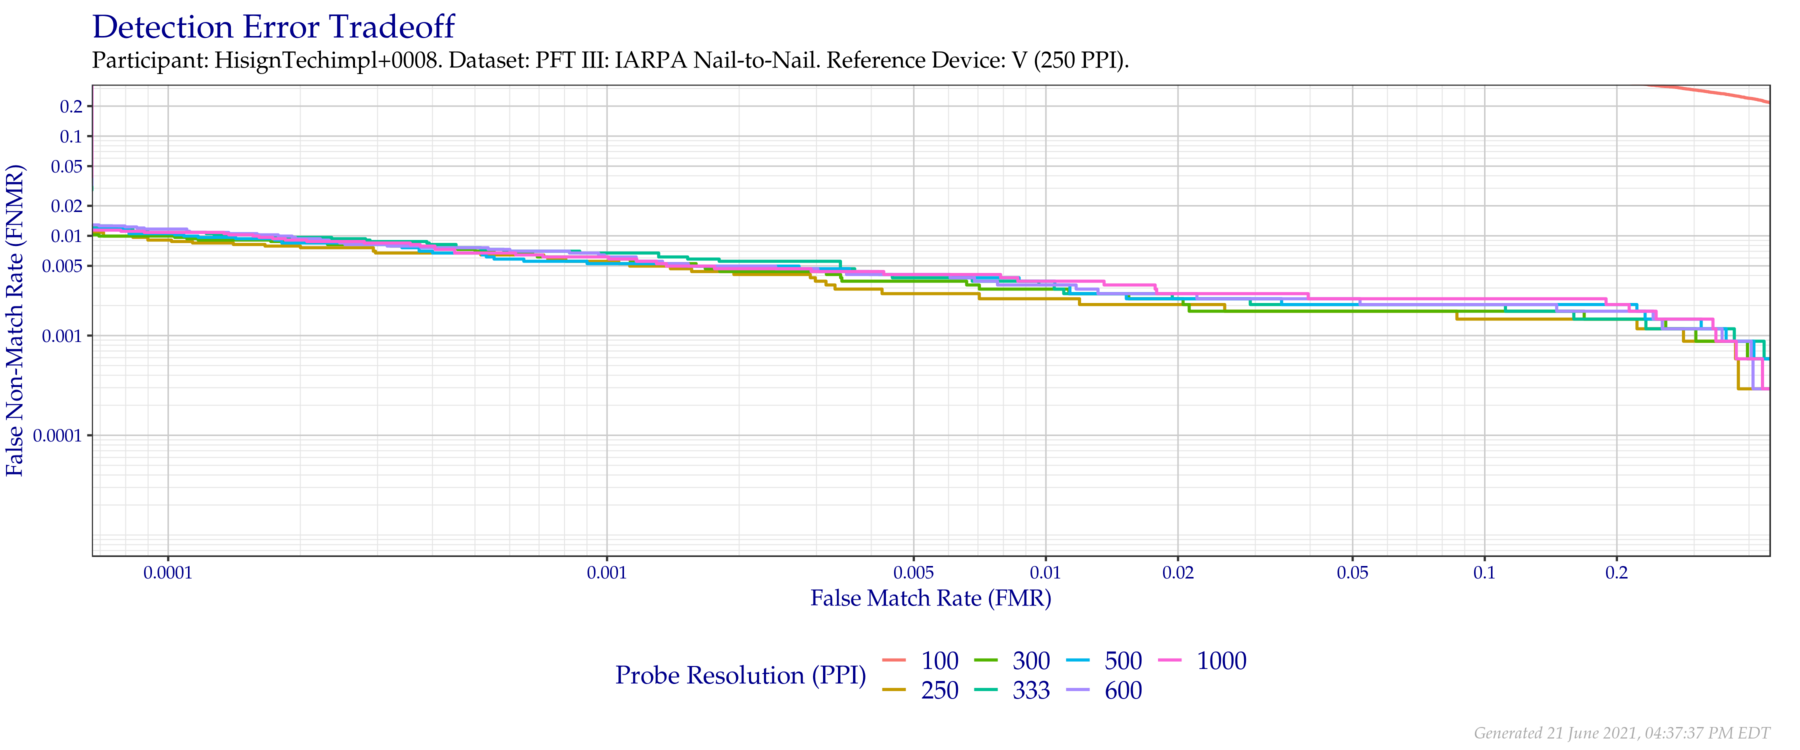 Detection Error Tradeoff
Participant: HisignTechimpl+0008. Dataset: PFT III: IARPA Nail-to-Nail. Reference Device: V (250 PPI).
False Non-Match Rate (FNMR)
0.2
0.1
0.05
0.02
0.01
0.005
0.001
0.0001
0.0001 0.001 0.005 0.01 0.02 0.05 0.1 0.2
False Match Rate (FMR)
Probe Resolution (PPI)
100 300 500 1000
250 333 600
Generated 21 June 2021, 04:37:37 PM EDT